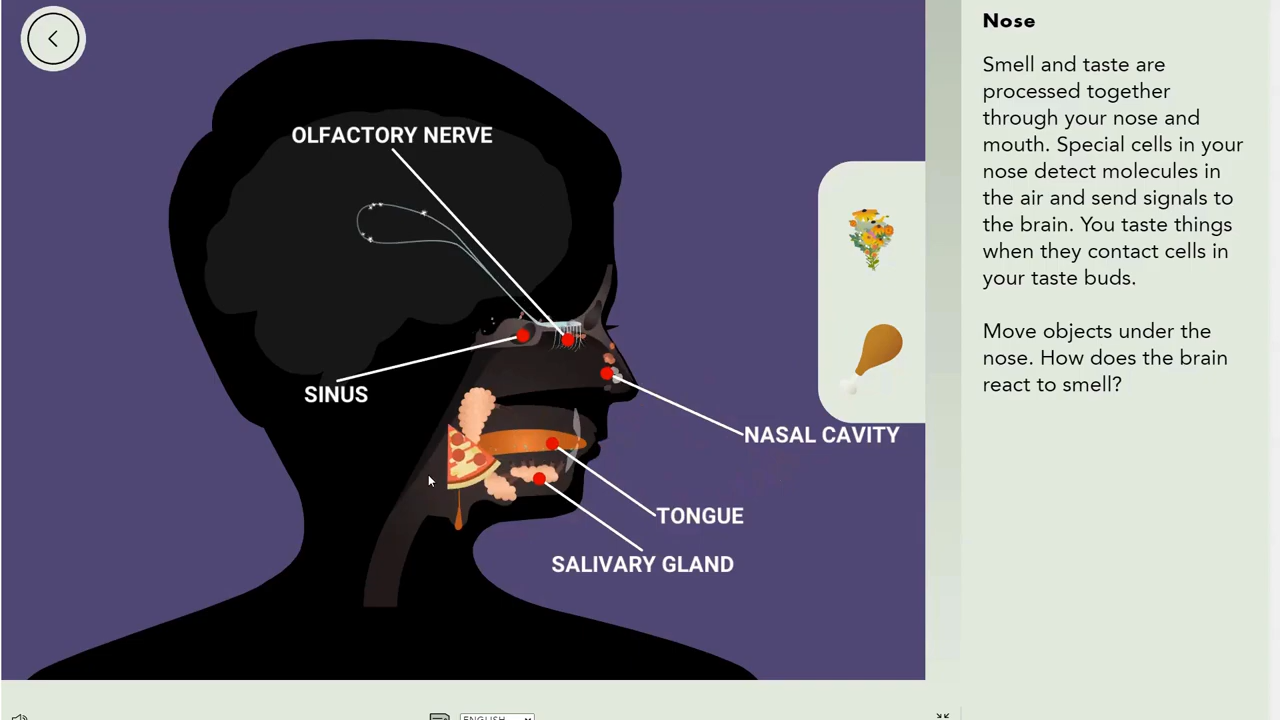 OLFACTORY NERVE
SINUS
NASAL CAVITY
TONGUE
SALIVARY GLAND
Nose
Smell and taste are
processed together
through your nose and
mouth. Special cells in your
nose detect molecules in
the air and send signals to
the brain. You taste things
when they contact cells in
your taste buds.
Move objects under the
nose. How does the brain
react to smell?
ENGLISH